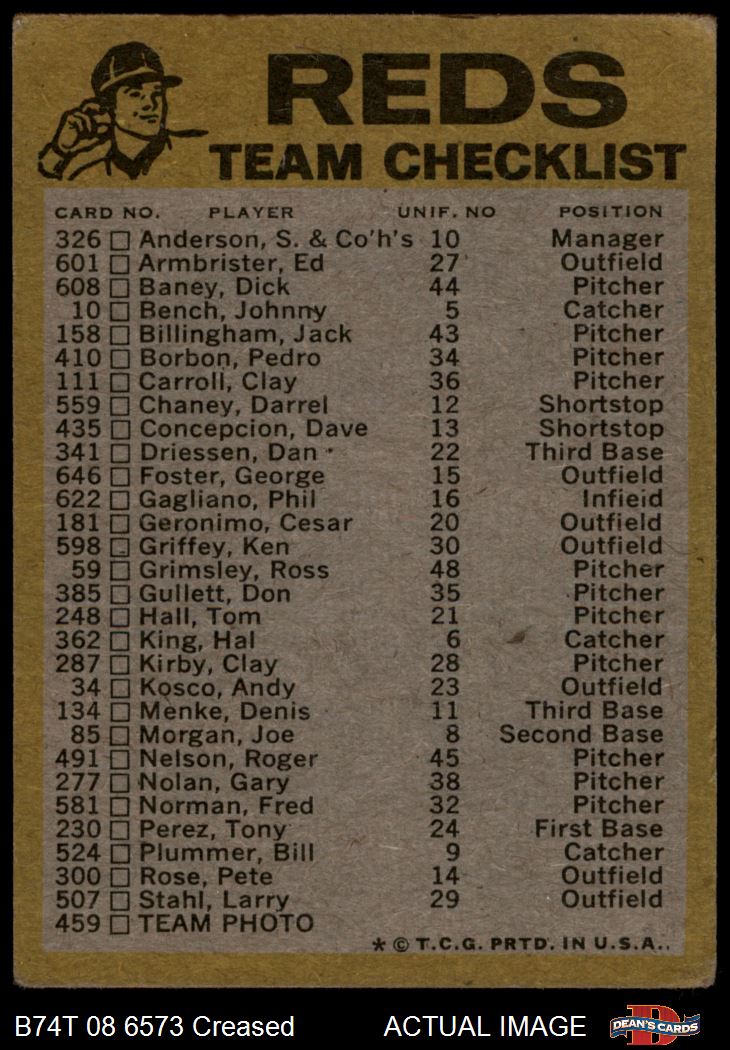 REDS
TEAM CHECKLIST
CARD NO. PLAYER UNIF. NO POSITION
326 Anderson, S. & Co'h's 10 Manager
601 Armbrister, Ed 27 Outfield
608 Baney, Dick 44 Pitcher
10 Bench, Johnny 5 Catcher
158 Billingham, Jack 43 Pitcher
410 Borbon, Pedro 34 Pitcher
111 Carroll, Clay 36 Pitcher
559 Chaney, Darrel 12 Shortstop
435 Concepcion, Dave 13 Shortstop
341 Driessen, Dan 22 Third Base
646 Foster, George 15 Outfield
622 Gagliano, Phil 16 Infield
181 Geronimo, Cesar 20 Outfield
598 Griffey, Ken 30 Outfield
59 Grimsley, Ross 48 Pitcher
385 Gullett, Don 35 Pitcher
248 Hall, Tom 21 Pitcher
362 King, Hal 6 Catcher
287 Kirby, Clay 28 Pitcher
34 Kosco, Andy 23 Outfield
134 Menke, Denis 11 Third Base
85 Morgan, Joe 8 Second Base
491 Nelson, Roger 45 Pitcher
277 Nolan, Gary 38 Pitcher
581 Norman, Fred 32 Pitcher
230 Perez, Tony 24 First Base
524 Plummer, Bill 9 Catcher
300 Rose, Pete 14 Outfield
507 Stahl, Larry 29 Outfield
459 TEAM PHOTO
* © T.C.G. PRTD. IN U.S.A..
B74T 08 6573 Creased ACTUAL IMAGE DEAN'S CARDS